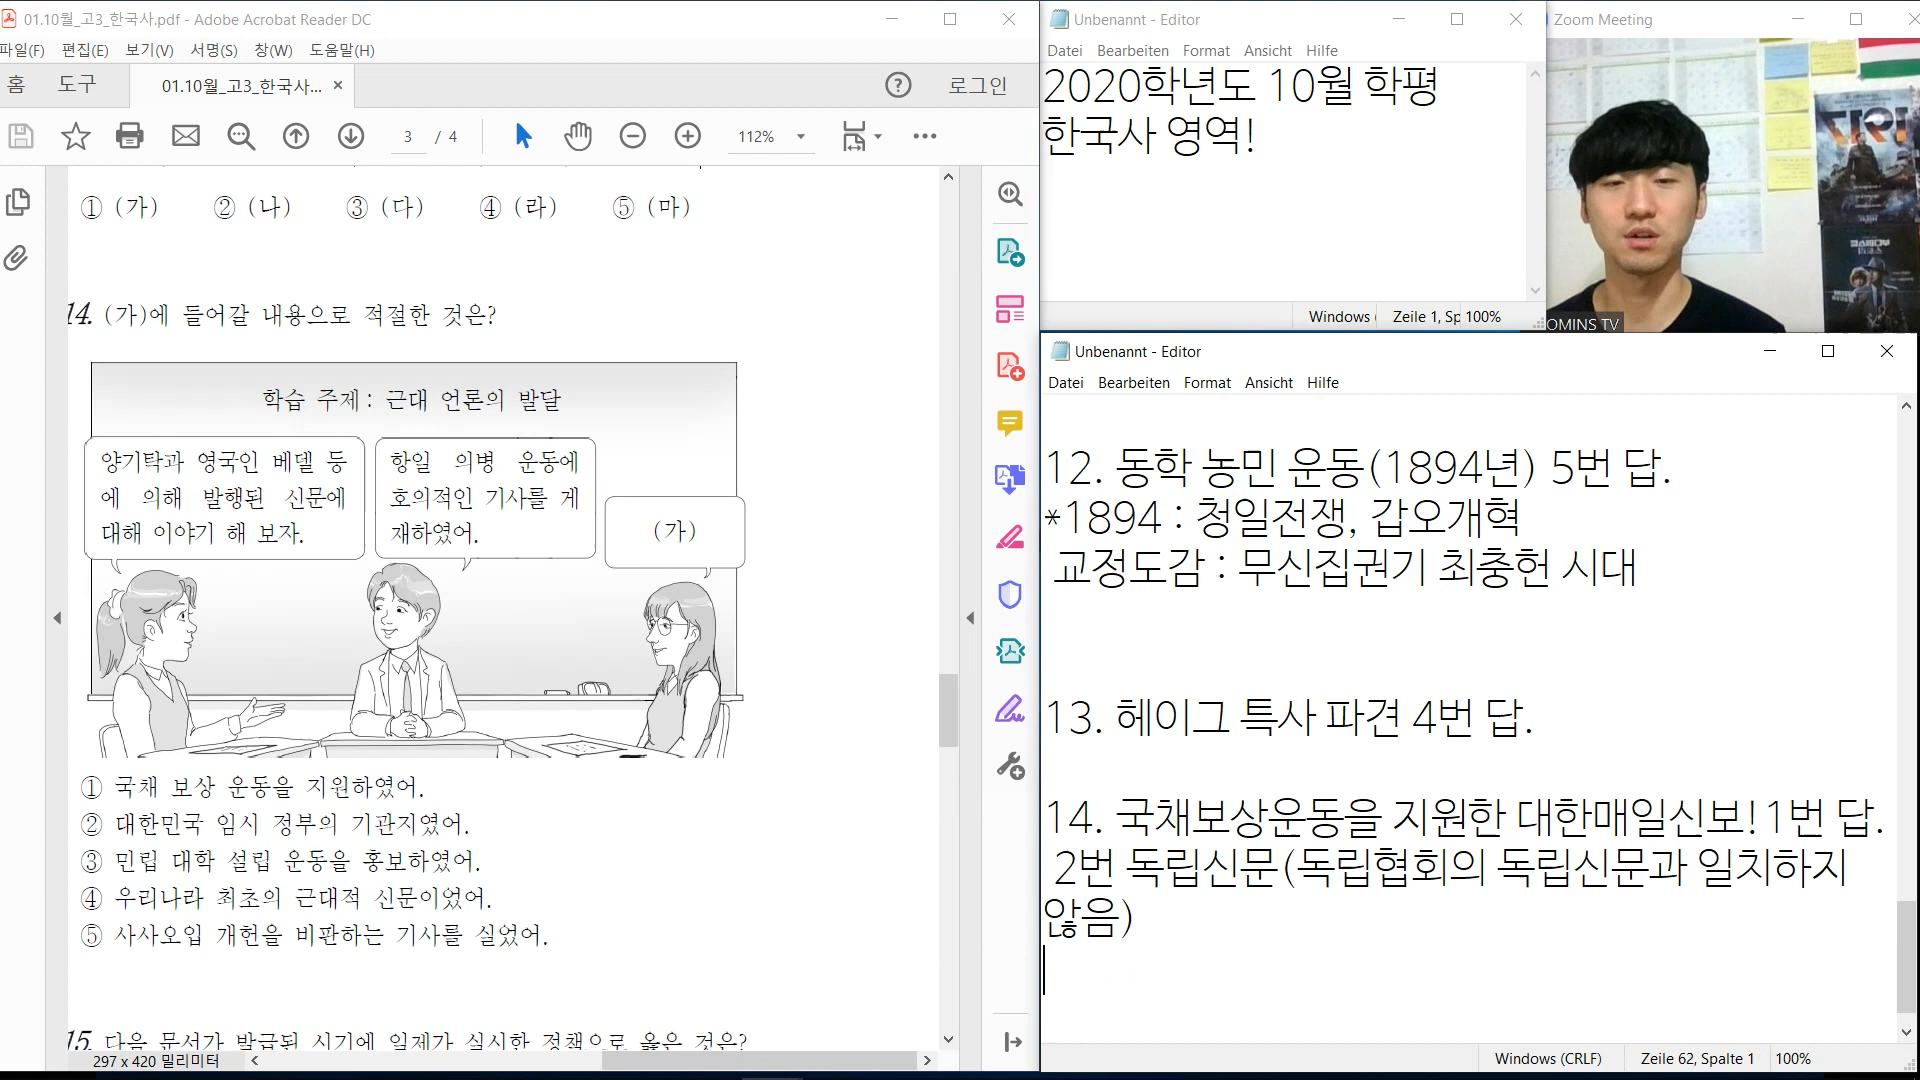 01.10월_고3_한국사.pdf - Adobe Acrobat Reader DC
파일(F) 편집(E) 보기(V) 서명(S) 창(W) 도움말(H)
홈 도구 01.10월_고3_한국사... × 로그인
3 / 4 112%
① (가) ② (나) ③ (다) ④ (라) ⑤ (마)
14. (가)에 들어갈 내용으로 적절한 것은?
학습 주제 : 근대 언론의 발달
양기탁과 영국인 베델 등
에 의해 발행된 신문에
대해 이야기 해 보자.
항일 의병 운동에
호의적인 기사를 게
재하였어.
(가)
① 국채 보상 운동을 지원하였어.
② 대한민국 임시 정부의 기관지였어.
③ 민립 대학 설립 운동을 홍보하였어.
④ 우리나라 최초의 근대적 신문이었어.
⑤ 사사오입 개헌을 비판하는 기사를 실었어.
15. 다음 문서가 발급된 시기에 일제가 실시한 정책으로 옳은 것은?
297 x 420 밀리미터
Unbenannt - Editor
Datei Bearbeiten Format Ansicht Hilfe
2020학년도 10월 학평
한국사 영역!
Windows ( Zeile 1, Sp 100%
Zoom Meeting
OMINS TV
Unbenannt - Editor
Datei Bearbeiten Format Ansicht Hilfe
12. 동학 농민 운동(1894년) 5번 답.
*1894 : 청일전쟁, 갑오개혁
교정도감 : 무신집권기 최충헌 시대
13. 헤이그 특사 파견 4번 답.
14. 국채보상운동을 지원한 대한매일신보! 1번 답.
2번 독립신문(독립협회의 독립신문과 일치하지
않음)
Windows (CRLF) Zeile 62, Spalte 1 100%